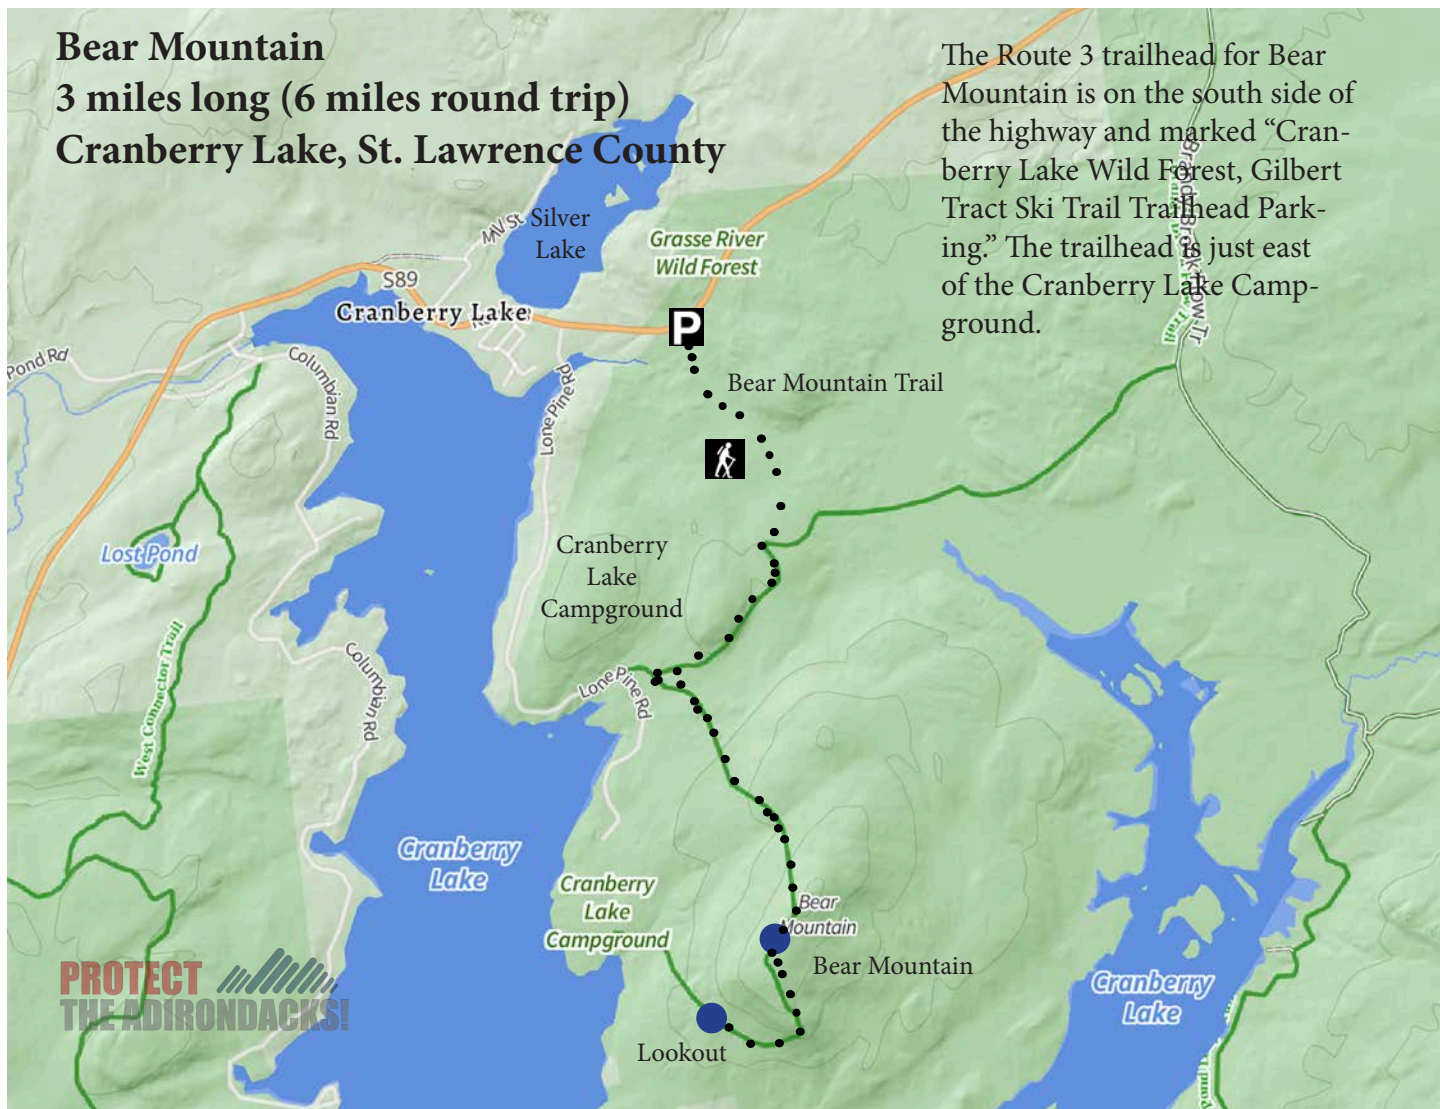 Bear Mountain
3 miles long (6 miles round trip)
Cranberry Lake, St. Lawrence County
The Route 3 trailhead for Bear
Mountain is on the south side of
the highway and marked “Cran-
berry Lake Wild Forest, Gilbert
Tract Ski Trail Trailhead Park-
ing.” The trailhead is just east
of the Cranberry Lake Camp-
ground.
MAV St
Silver
Lake
Grasse River
Wild Forest
S89
Cranberry Lake
P
Pond Rd
Columbian Rd
Lone Pine Rd
Bear Mountain Trail
Lost Pond
Cranberry
Lake
Campground
West Connector Trail
Columbian Rd
Lone Pine Rd
Cranberry
Lake
Cranberry
Lake
Campground
Bear
Mountain
Bear Mountain
Cranberry
Lake
Lookout
PROTECT
THE ADIRONDACKS!